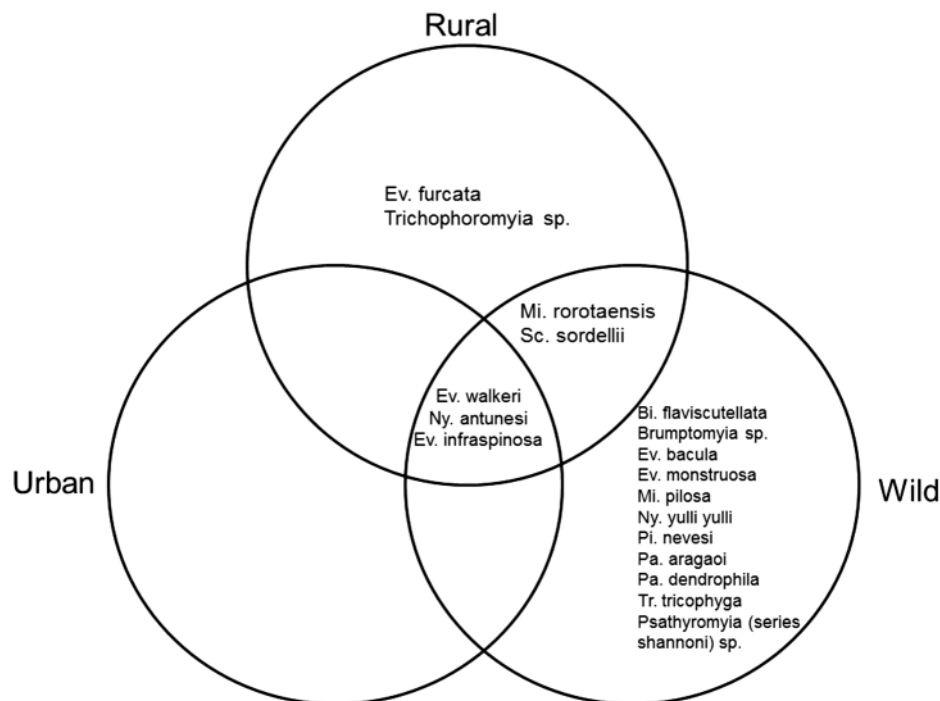 Rural
Ev. furcata
Trichophoromyia sp.
Mi. rorotaensis
Sc. sordellii
Ev. walkeri
Ny. antunesi
Ev. infraspinosa
Urban
Bi. flaviscutellata
Brumptomyia sp.
Ev. bacula
Ev. monstruosa
Mi. pilosa
Ny. yulli yulli
Pi. nevesi
Pa. aragaoi
Pa. dendrophila
Tr. tricophyga
Psathyromyia (series
shannoni) sp.
Wild